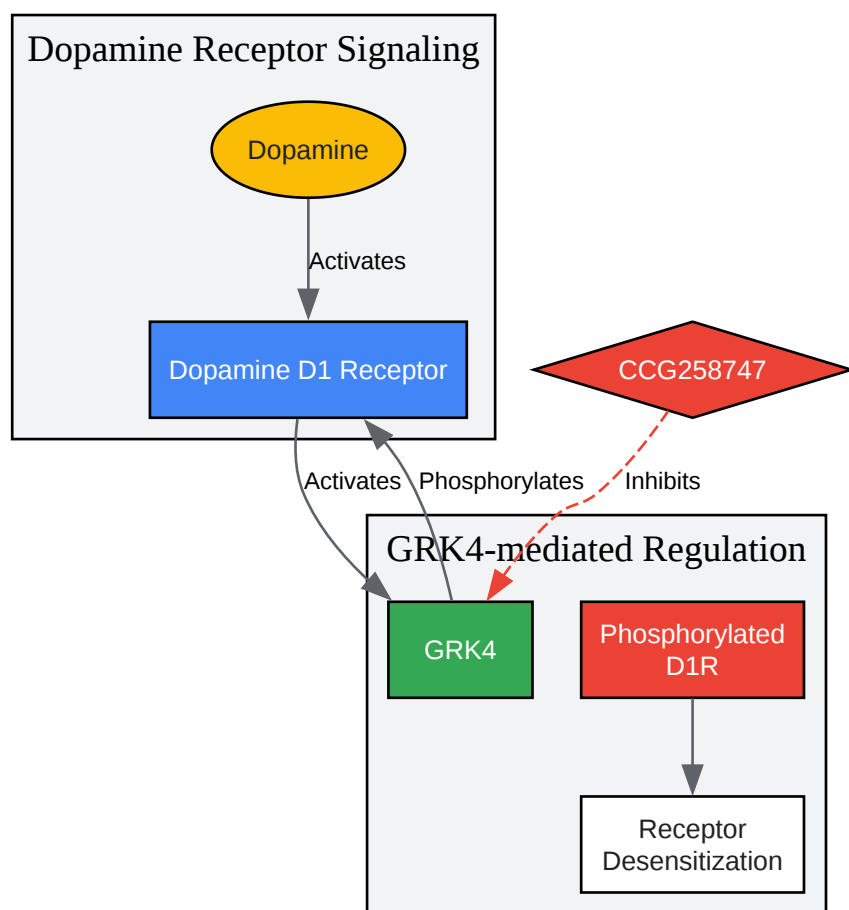 Dopamine Receptor Signaling
Dopamine
Activates
Dopamine D1 Receptor
CCG258747
Activates
Phosphorylates
Inhibits
GRK4-mediated Regulation
GRK4
Phosphorylated
D1R
Receptor
Desensitization